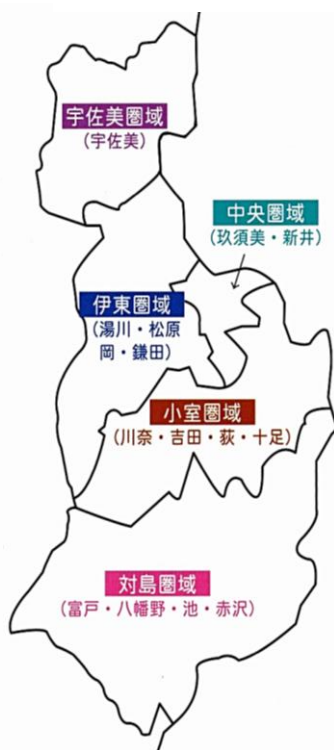 宇佐美圏域
(宇佐美)
中央圏域
(玖須美・新井)
伊東圏域
(湯川・松原
岡・鎌田)
小室圏域
(川奈・吉田・荻・十足)
対島圏域
(富戸・八幡野・池・赤沢)